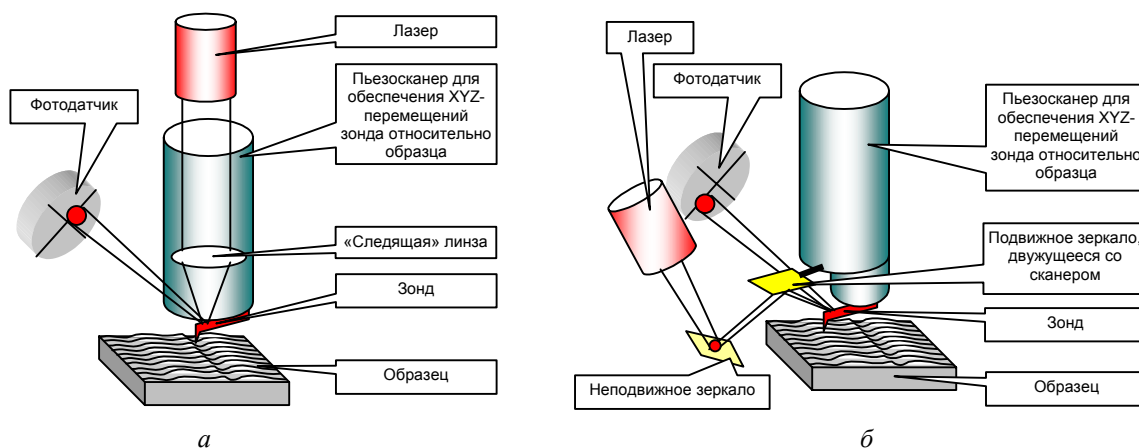 Лазер
Пьезосканер для
обеспечения XYZ-
перемещений
зонда относительно
образца
Фотодатчик
«Следящая» линза
Зонд
Образец
а
Лазер
Фотодатчик
Пьезосканер для
обеспечения XYZ-
перемещений
зонда относительно
образца
Подвижное зеркало,
двужущееся со
сканером
Зонд
Неподвижное зеркало
Образец
б